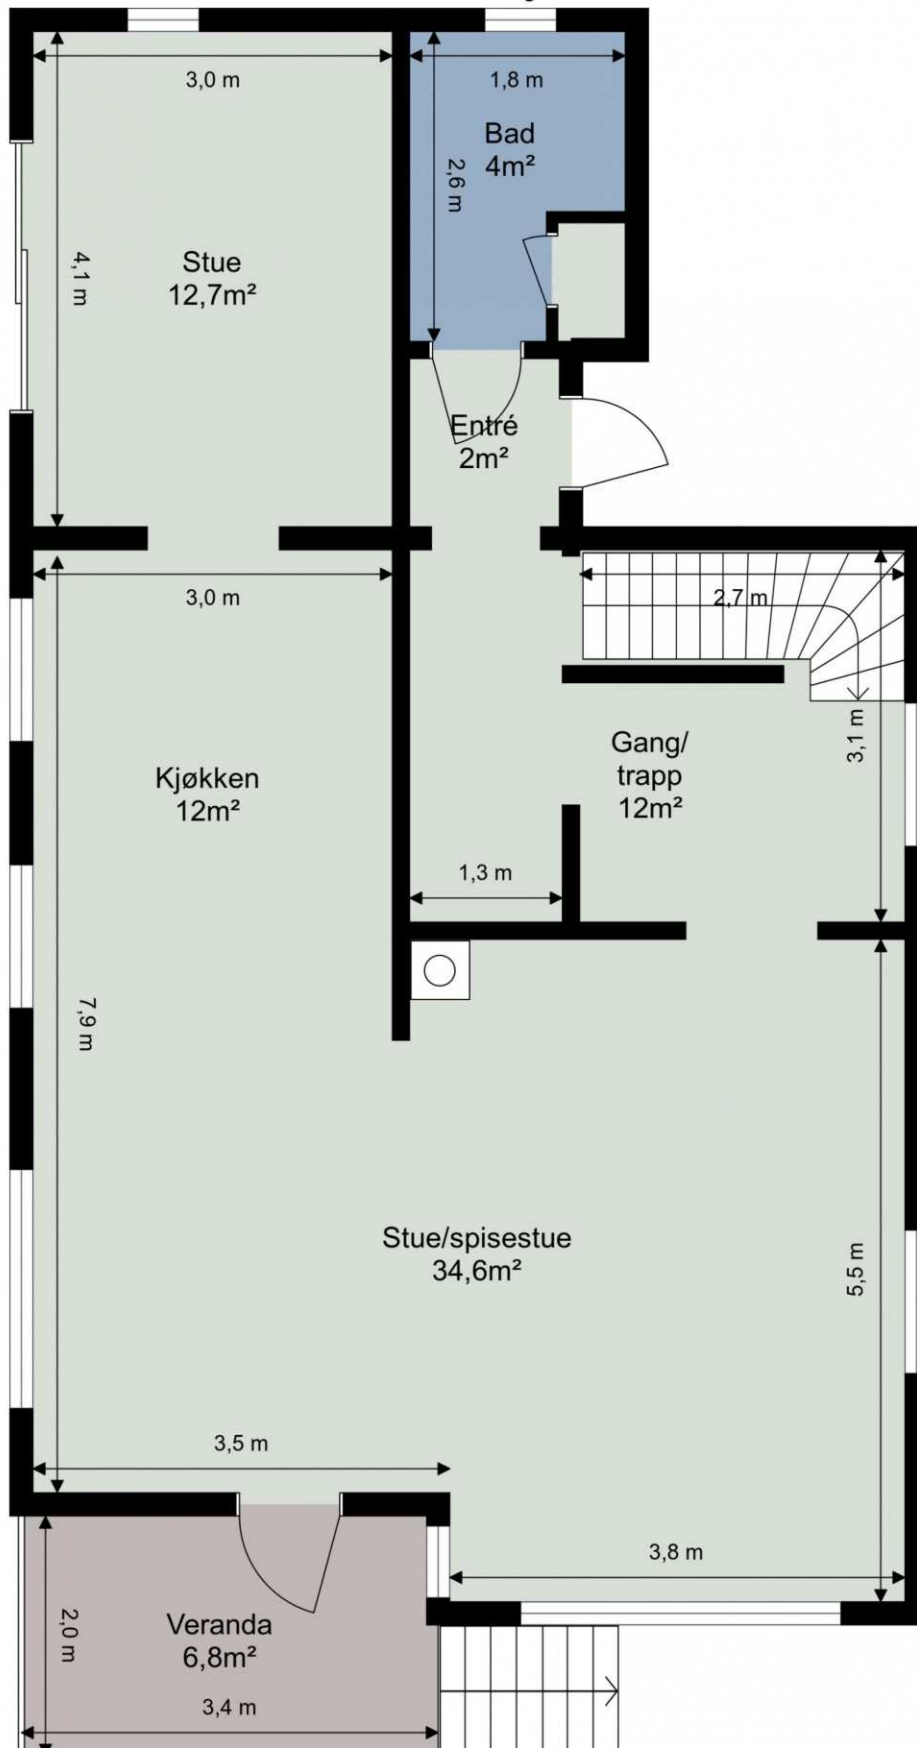 3,0 m
1,8 m
Bad
4m²
2,6 m
4,1 m
Stue
12,7m²
Entré
2m²
3,0 m
2,7 m
3,1 m
Gang/
trapp
12m²
Kjøkken
12m²
1,3 m
7,9 m
Stue/spisestue
34,6m²
5,5 m
3,5 m
3,8 m
Veranda
6,8m²
2,0 m
3,4 m